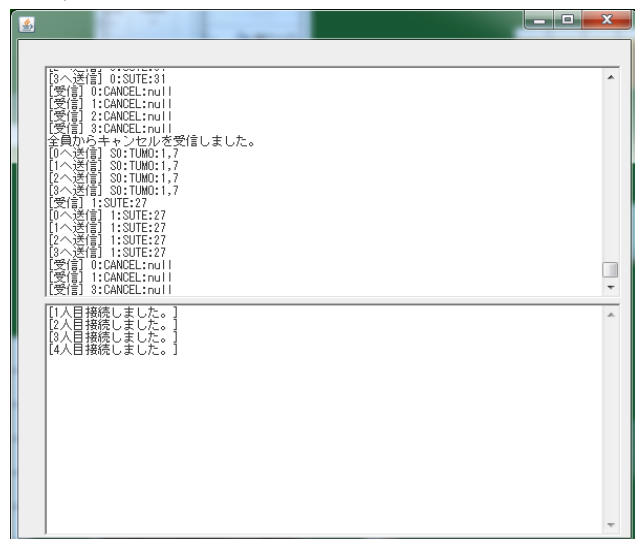 [3へ送信] 0:SUTE:31
[受信] 0:CANCEL:null
[受信] 1:CANCEL:null
[受信] 2:CANCEL:null
[受信] 3:CANCEL:null
全員からキャンセルを受信しました。
[0へ送信] S0:TUMO:1,7
[1へ送信] S0:TUMO:1,7
[2へ送信] S0:TUMO:1,7
[3へ送信] S0:TUMO:1,7
[受信] 1:SUTE:27
[0へ送信] 1:SUTE:27
[1へ送信] 1:SUTE:27
[2へ送信] 1:SUTE:27
[3へ送信] 1:SUTE:27
[受信] 0:CANCEL:null
[受信] 1:CANCEL:null
[受信] 3:CANCEL:null
[1人目接続しました。]
[2人目接続しました。]
[3人目接続しました。]
[4人目接続しました。]